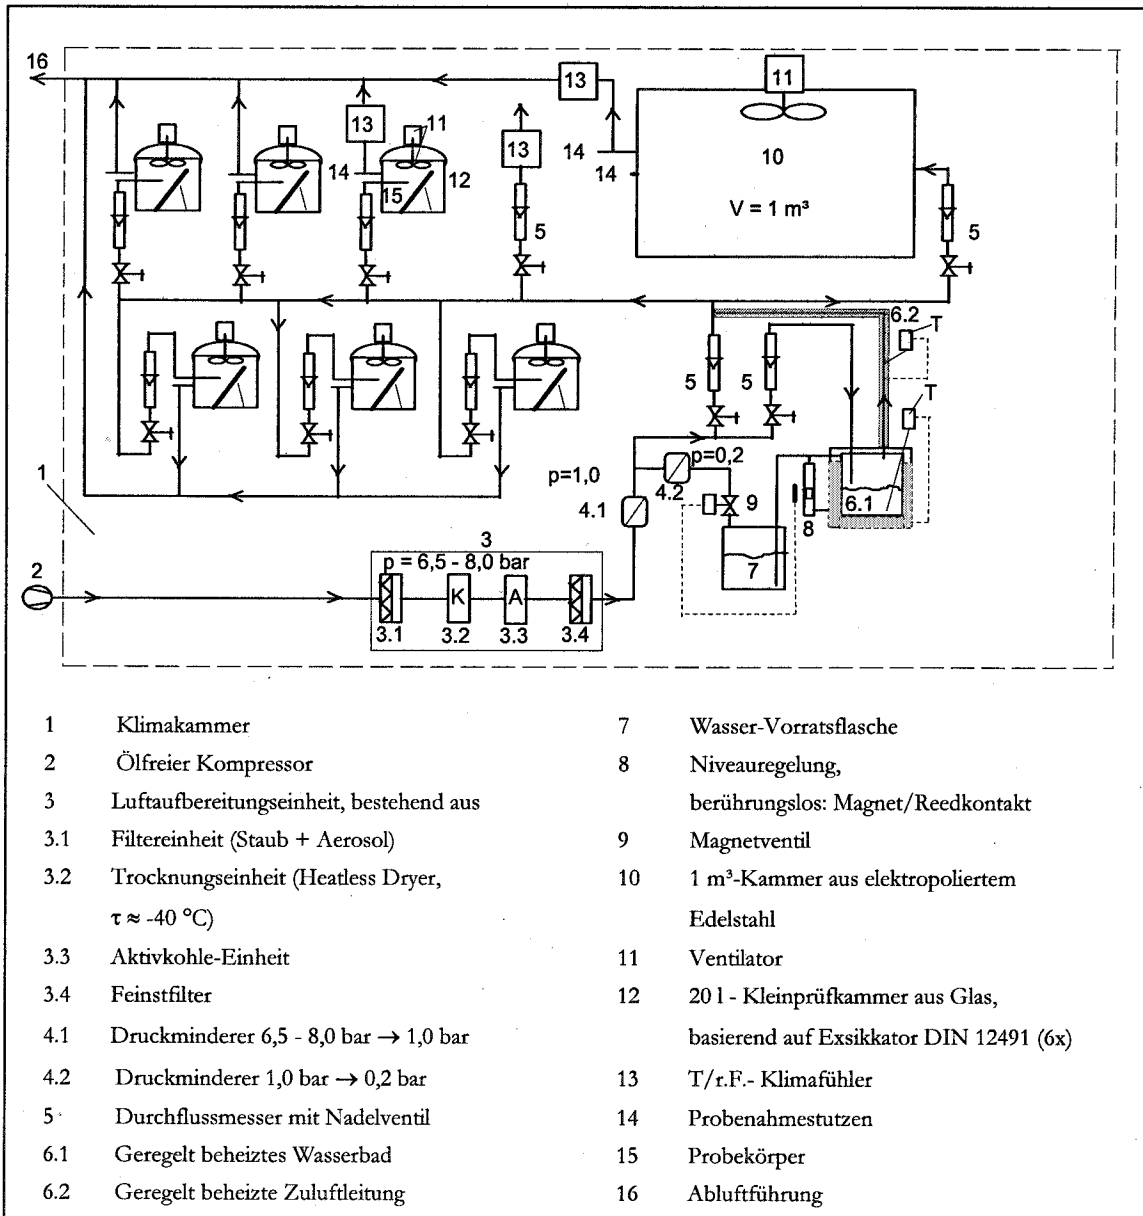 16
13
11
13
11
13
14
10
14
12
14
15
V = 1 m³
5
5
6.2
T
5
5
T
p=1,0
p=0,2
1
4.1
4.2
9
6.1
8
3
2
p = 6,5 - 8,0 bar
7
K
A
3.1
3.2
3.3
3.4
1 Klimakammer
2 Ölfreier Kompressor
3 Luftaufbereitungseinheit, bestehend aus
3.1 Filtereinheit (Staub + Aerosol)
3.2 Trocknungseinheit (Heatless Dryer,
τ ≈ -40 °C)
3.3 Aktivkohle-Einheit
3.4 Feinstfilter
4.1 Druckminderer 6,5 - 8,0 bar → 1,0 bar
4.2 Druckminderer 1,0 bar → 0,2 bar
5 Durchflussmesser mit Nadelventil
6.1 Geregelt beheiztes Wasserbad
6.2 Geregelt beheizte Zuluftleitung
7 Wasser-Vorratsflasche
8 Niveauregelung,
berührungslos: Magnet/Reedkontakt
9 Magnetventil
10 1 m³-Kammer aus elektropoliertem
Edelstahl
11 Ventilator
12 20 l - Kleinprüfkammer aus Glas,
basierend auf Exsikkator DIN 12491 (6x)
13 T/r.F.- Klimafühler
14 Probenahmestutzen
15 Probekörper
16 Abluftführung